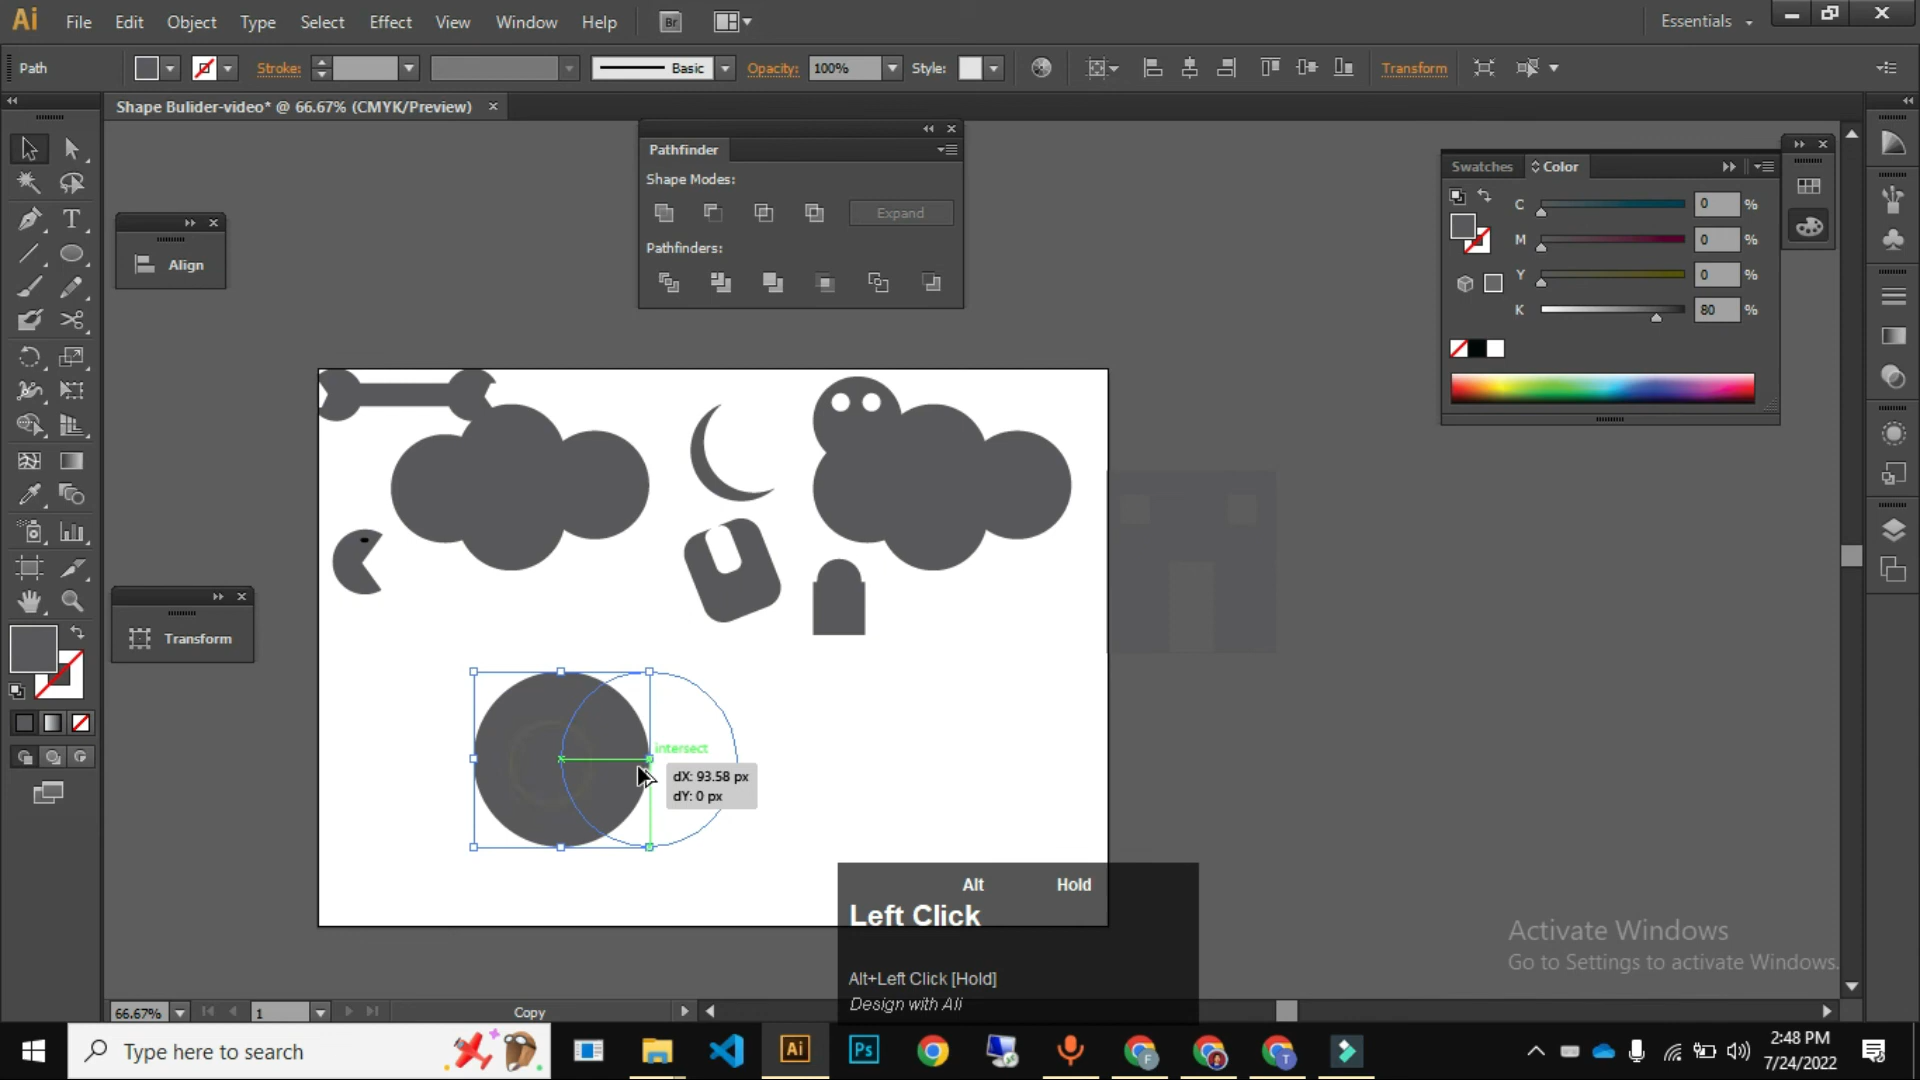 Ai File Edit Object Type Select Effect View Window Help Br Essentials
Path Stroke: Basic Opacity: 100% Style: Transform
Shape Bulider-video* @ 66.67% (CMYK/Preview)
Pathfinder
Shape Modes:
Expand
Pathfinders:
Swatches Color
C 0 %
M 0 %
Y 0 %
K 80 %
Align
Transform
intersect
dX: 93.58 px
dY: 0 px
Alt Hold
Left Click
Alt+Left Click [Hold]
Design with Ali
Activate Windows
Go to Settings to activate Windows.
66.67% 1 Copy
Type here to search
Ai Ps F T
2:48 PM
7/24/2022